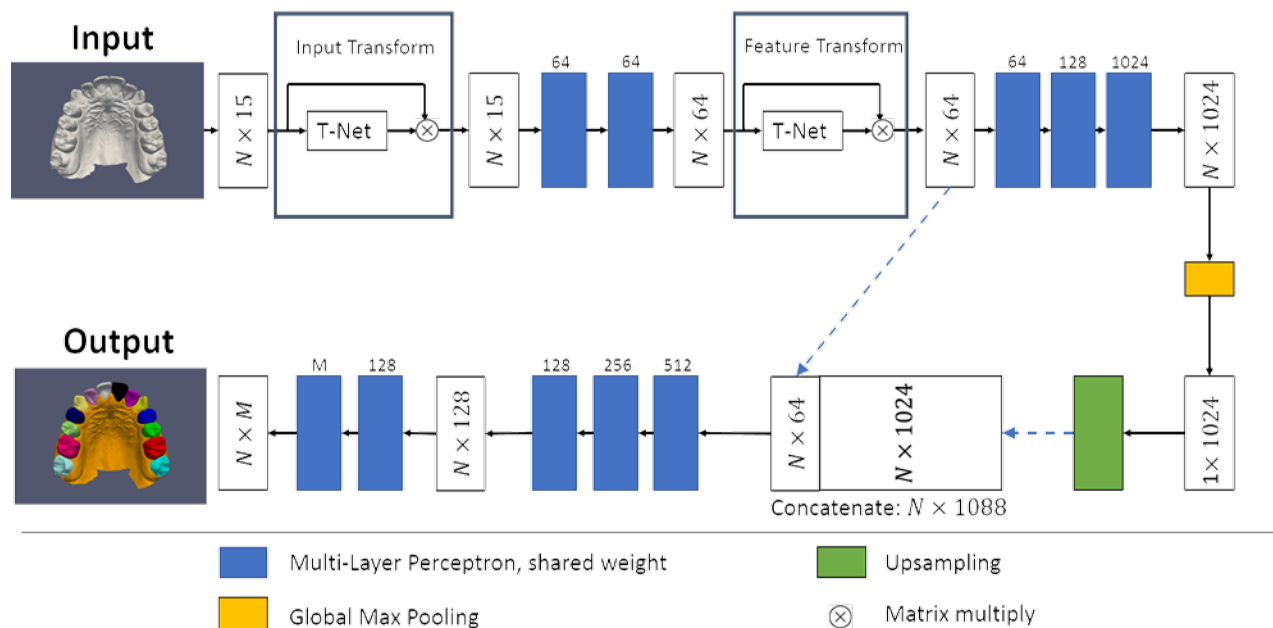 Input
N × 15
Input Transform
T-Net
N × 15
64
64
N × 64
Feature Transform
T-Net
N × 64
64
128
1024
N × 1024
Output
N × M
M
128
N × 128
128
256
512
N × 64
N × 1024
1 × 1024
Concatenate: N × 1088
Multi-Layer Perceptron, shared weight
Upsampling
Global Max Pooling
Matrix multiply